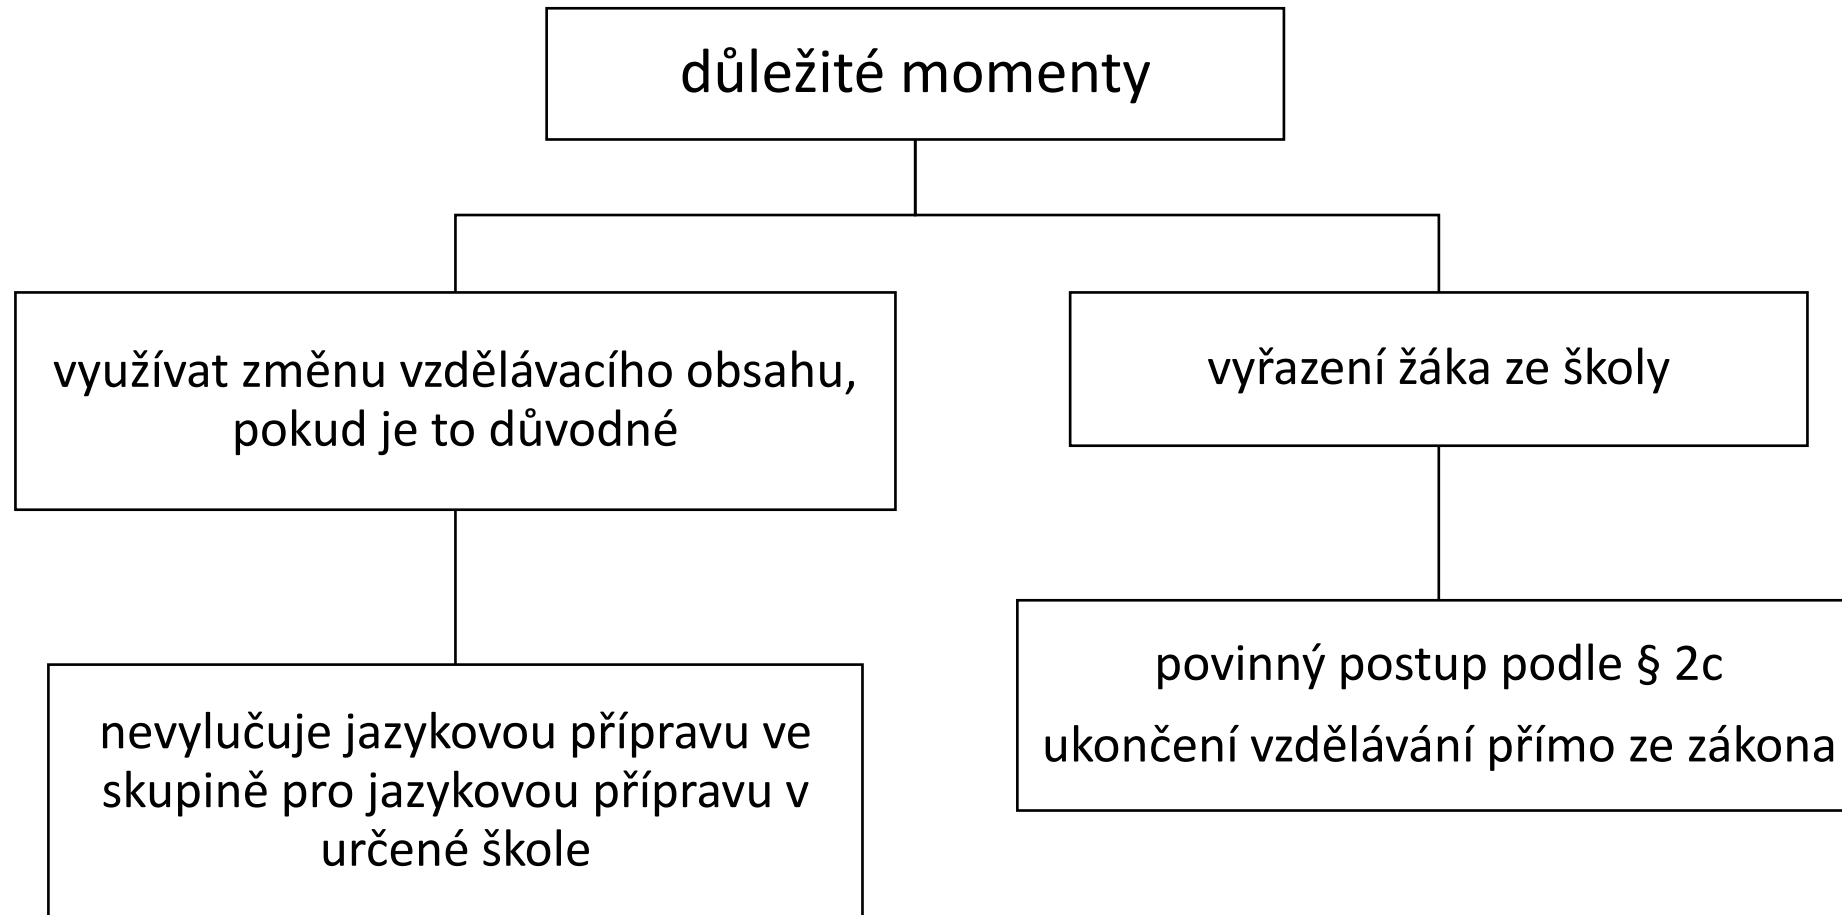 důležité momenty
využívat změnu vzdělávacího obsahu,
pokud je to důvodné
nevylučuje jazykovou přípravu ve
skupině pro jazykovou přípravu v
určené škole
vyřazení žáka ze školy
povinný postup podle § 2c
ukončení vzdělávání přímo ze zákona